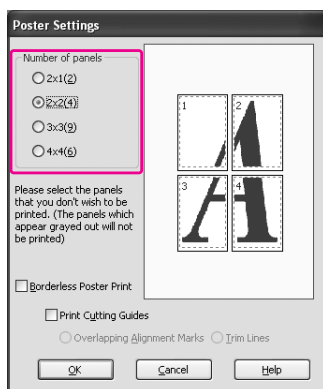 Poster Settings
Number of panels
2x1(2)
2x2(4)
3x3(9)
4x4(6)
1 2
3 4
Please select the panels
that you don't wish to be
printed. (The panels which
appear grayed out will not
be printed)
Borderless Poster Print
Print Cutting Guides
Overlapping Alignment Marks Trim Lines
OK Cancel Help